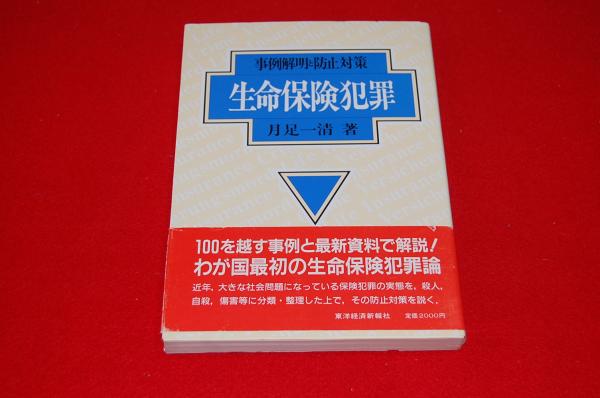 事例解明と防止対策
生命保険犯罪
月足一清 著
100を越す事例と最新資料で解説!
わが国最初の生命保険犯罪論
近年,大きな社会問題になっている保険犯罪の実態を,殺人,
自殺,傷害等に分類・整理した上で,その防止対策を説く。
東洋経済新報社 定価2000円